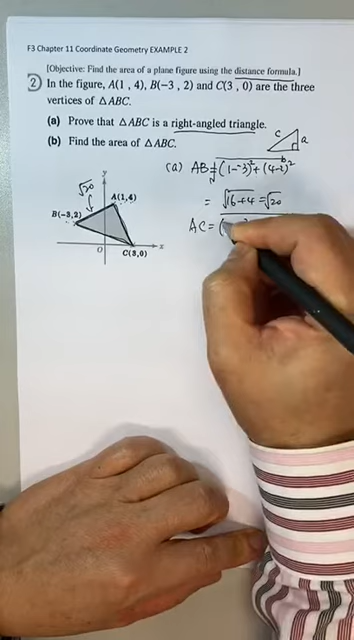 F3 Chapter 11 Coordinate Geometry EXAMPLE 2
[Objective: Find the area of a plane figure using the distance formula.]
2 In the figure, A(1 , 4), B(−3 , 2) and C(3 , 0) are the three
vertices of △ABC.
(a) Prove that △ABC is a right-angled triangle.
(b) Find the area of △ABC.
c a
b
(a) AB = √(1−−3)²+(4−2)²
= √16+4 = √20
AC = (
y
√20
A(1,4)
B(−3,2)
x
O
C(3,0)